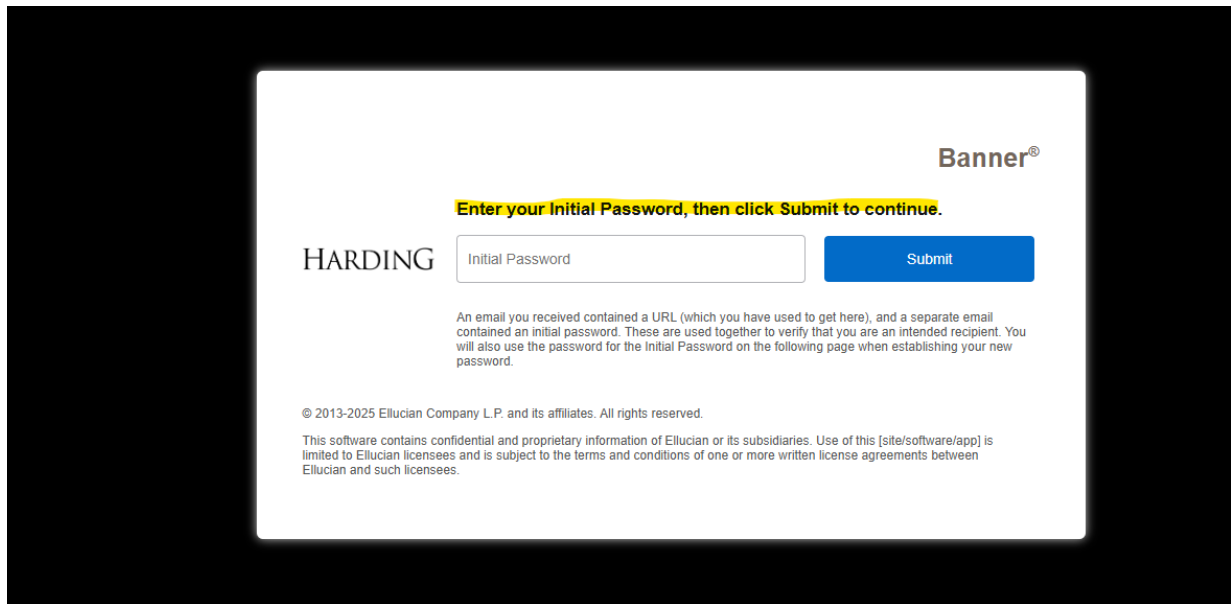 Banner®
Enter your Initial Password, then click Submit to continue.
HARDING
Initial Password
Submit
An email you received contained a URL (which you have used to get here), and a separate email
contained an initial password. These are used together to verify that you are an intended recipient. You
will also use the password for the Initial Password on the following page when establishing your new
password.
© 2013-2025 Ellucian Company L.P. and its affiliates. All rights reserved.
This software contains confidential and proprietary information of Ellucian or its subsidiaries. Use of this [site/software/app] is
limited to Ellucian licensees and is subject to the terms and conditions of one or more written license agreements between
Ellucian and such licensees.